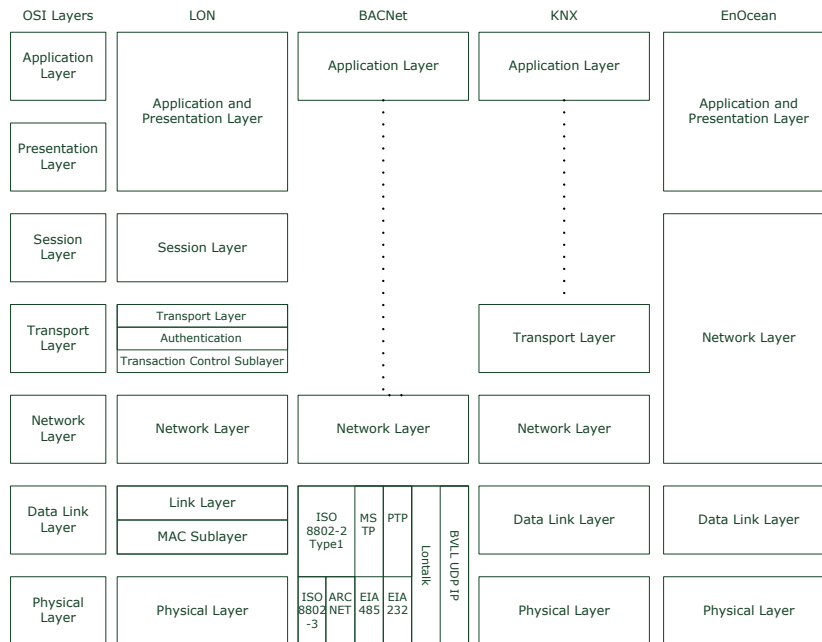 OSI Layers
LON
BACNet
KNX
EnOcean
Application
Layer
Application and
Presentation Layer
Application Layer
Application Layer
Application and
Presentation Layer
Presentation
Layer
Session
Layer
Session Layer
Transport
Layer
Transport Layer
Authentication
Transaction Control Sublayer
Transport Layer
Network Layer
Network
Layer
Network Layer
Network Layer
Network Layer
Data Link
Layer
Link Layer
MAC Sublayer
ISO
8802-2
Type1
MS
TP
PTP
Lontalk
BVLL UDP IP
Data Link Layer
Data Link Layer
Physical
Layer
Physical Layer
ISO
8802
-3
ARC
NET
EIA
485
EIA
232
Physical Layer
Physical Layer